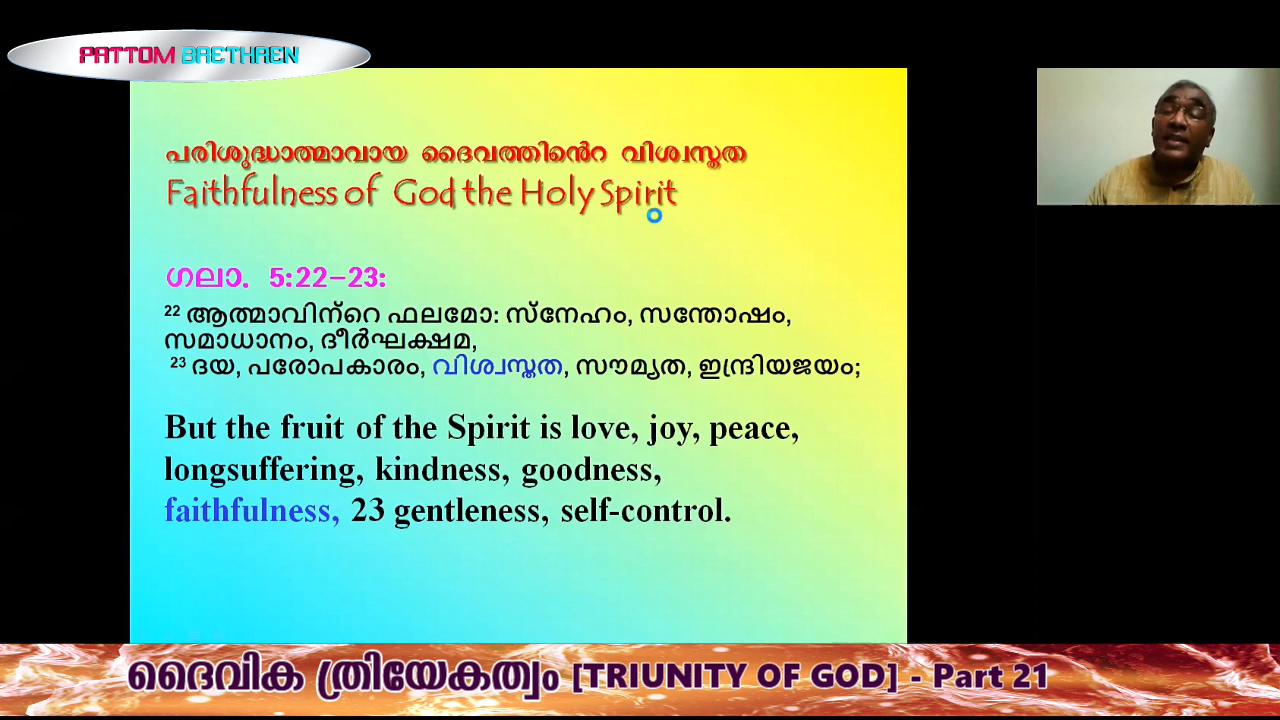 PATTOM BRETHREN
പരിശുദ്ധാത്മാവായ ദൈവത്തിൻെറ വിശ്വസ്തത
Faithfulness of God the Holy Spirit
ഗലാ. 5:22-23:
22 ആത്മാവിന്റെ ഫലമോ: സ്നേഹം, സന്തോഷം,
സമാധാനം, ദീർഘക്ഷമ,
23 ദയ, പരോപകാരം, വിശ്വസ്തത, സൗമ്യത, ഇന്ദ്രിയജയം;
But the fruit of the Spirit is love, joy, peace,
longsuffering, kindness, goodness,
faithfulness, 23 gentleness, self-control.
ദൈവിക ത്രിയേകത്വം [TRIUNITY OF GOD] - Part 21